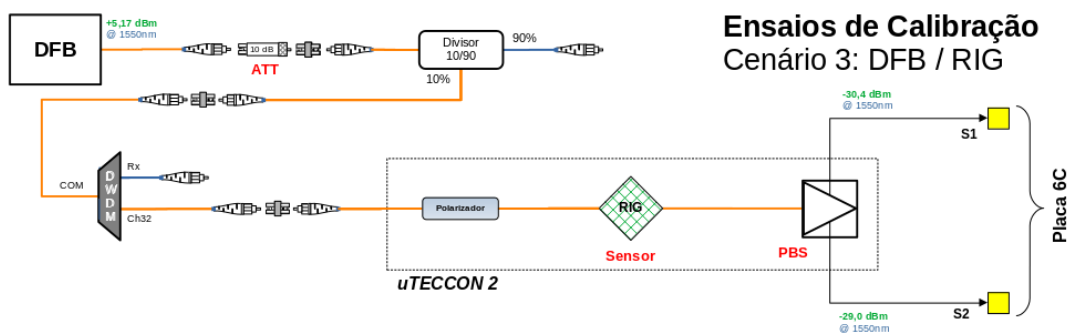 Ensaios de Calibração
Cenário 3: DFB / RIG
DFB
+5,17 dBm
@ 1550nm
10 dB
ATT
Divisor
10/90
90%
10%
COM
DWDM
Rx
Ch32
Polarizador
RIG
Sensor
PBS
uTECCON 2
-30,4 dBm
@ 1550nm
S1
-29,0 dBm
@ 1550nm
S2
Placa 6C